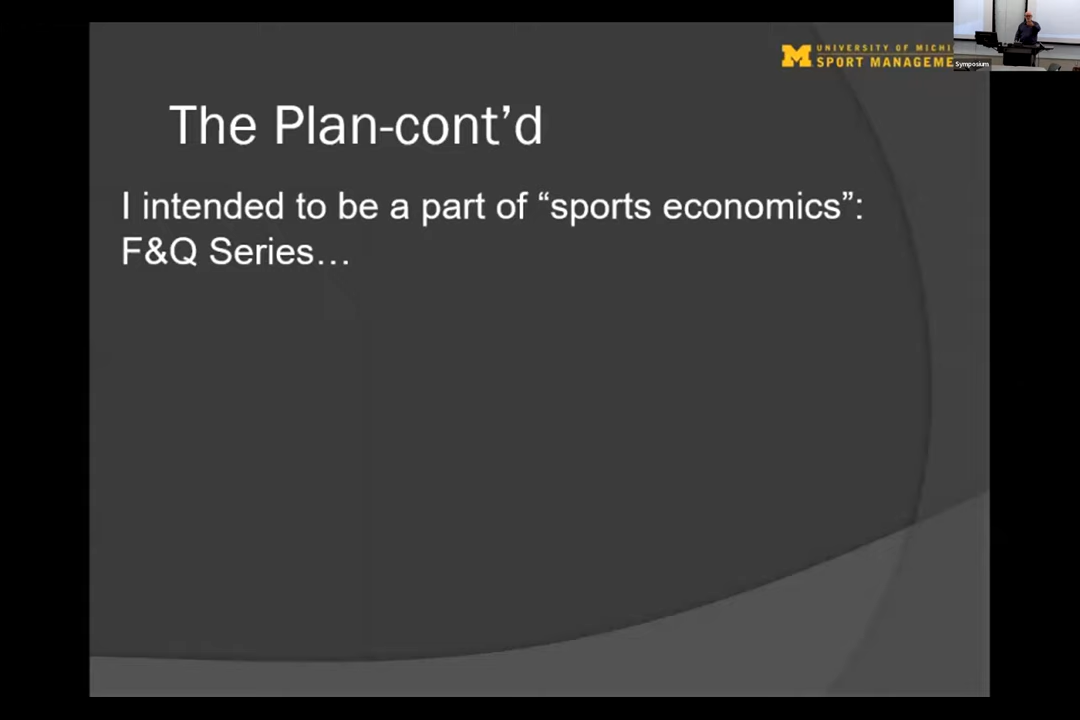 UNIVERSITY OF MICHI
SPORT MANAGEME
Symposium
The Plan-cont’d
I intended to be a part of “sports economics”:
F&Q Series…